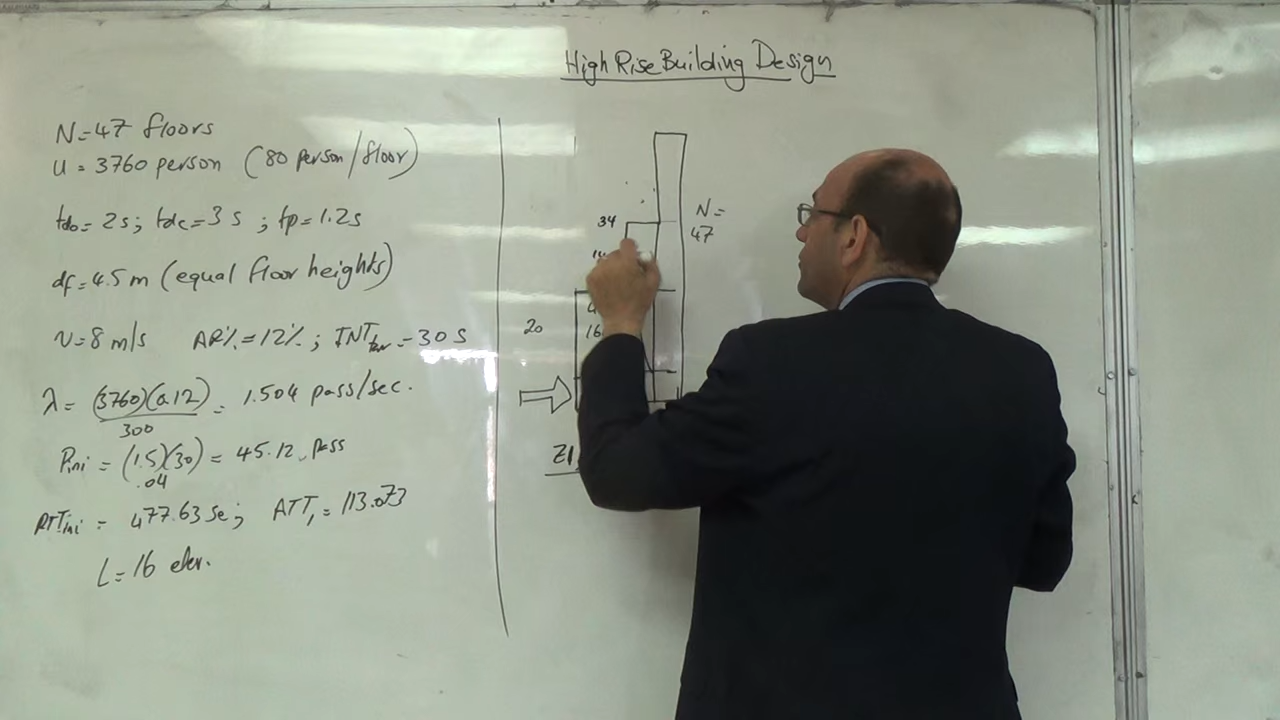 High Rise Building Design
N=47 floors
U = 3760 person (80 person/floor)
tdo = 2s; tdc = 3 s ; tp = 1.2s
df = 4.5 m (equal floor heights)
v = 8 m/s AR% = 12% ; INT = 30 s
λ = (3760)(0.12) = 1.504 pass/sec.
300
Pini = (1.5)(30) = 45.12 pass
.04
RTTini = 477.63 se; ATT1 = 113.073
L = 16 elev.
34
N=
47
20
16
Z1